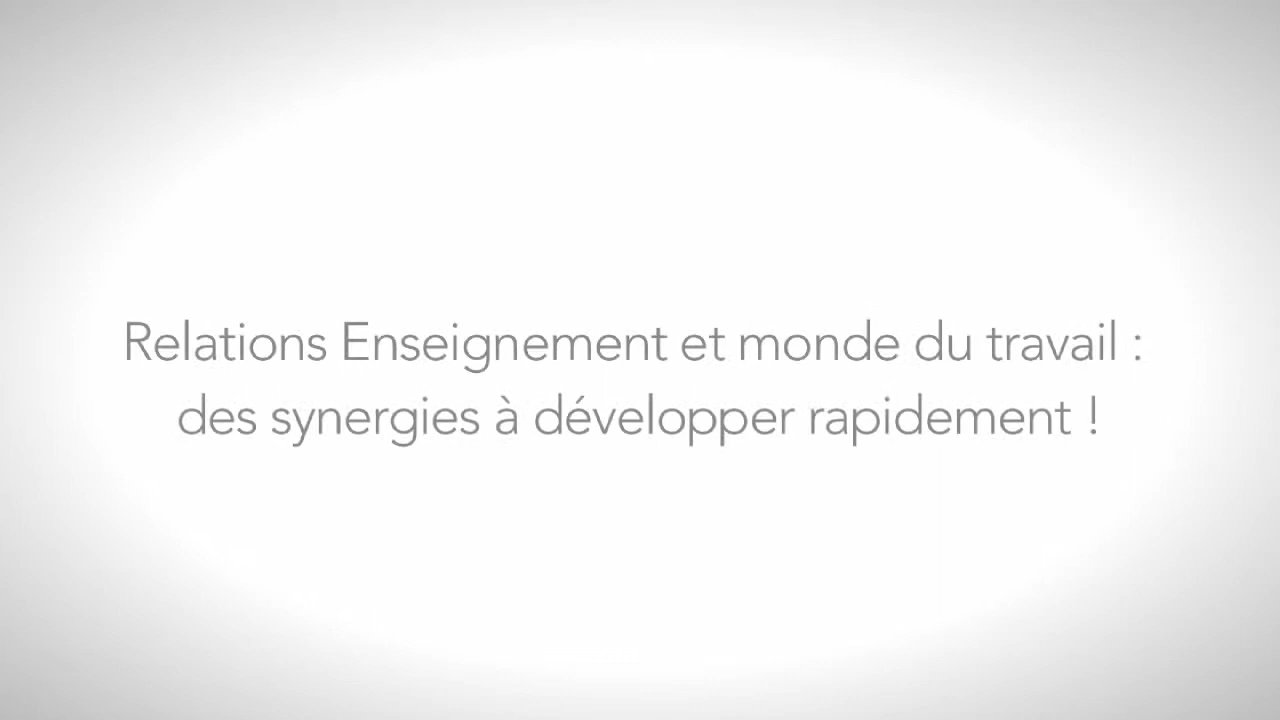 Relations Enseignement et monde du travail :
des synergies à développer rapidement !